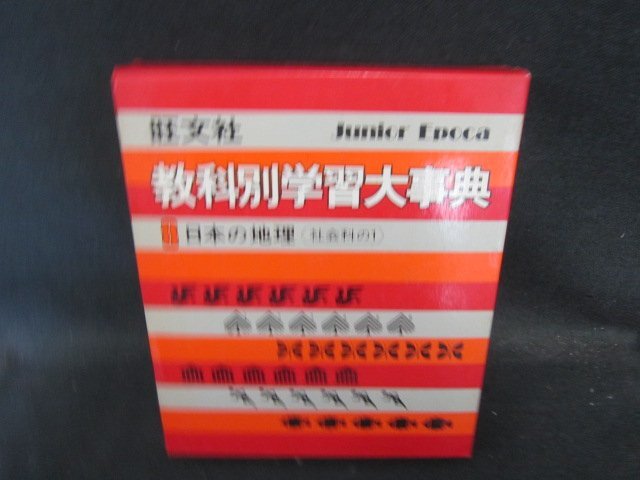 旺文社 Junior Epoca
教科別学習大事典
8 日本の地理〈社会科の1〉